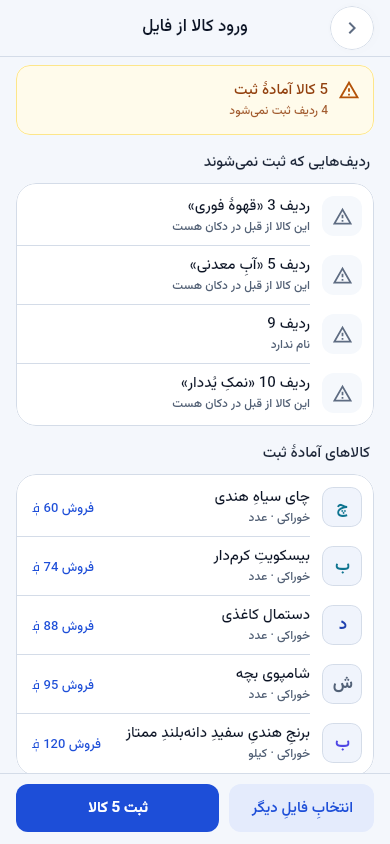 ورود کالا از فایل
5 کالا آمادهٔ ثبت
4 ردیف ثبت نمی‌شود
ردیف‌هایی که ثبت نمی‌شوند
ردیف 3 «قهوهٔ فوری»
این کالا از قبل در دکان هست
ردیف 5 «آبِ معدنی»
این کالا از قبل در دکان هست
ردیف 9
نام ندارد
ردیف 10 «نمکِ یُددار»
این کالا از قبل در دکان هست
کالاهای آمادهٔ ثبت
چ
چای سیاهِ هندی
خوراکی · عدد
فروش 60 ؋
ب
بیسکویتِ کرم‌دار
خوراکی · عدد
فروش 74 ؋
د
دستمال کاغذی
خوراکی · عدد
فروش 88 ؋
ش
شامپوی بچه
خوراکی · عدد
فروش 95 ؋
ب
برنجِ هندیِ سفیدِ دانه‌بلندِ ممتاز
خوراکی · کیلو
فروش 120 ؋
انتخابِ فایلِ دیگر
ثبت 5 کالا